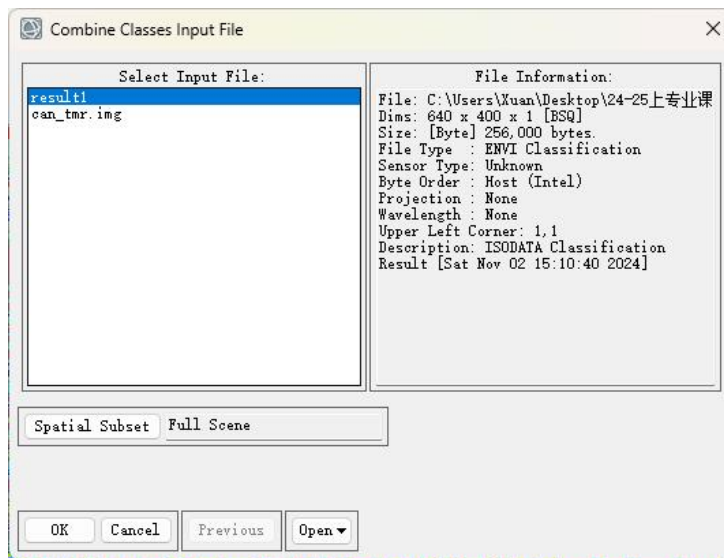 Combine Classes Input File
Select Input File:
result1
can_tmr.img
File Information:
File: C:\Users\Xuan\Desktop\24-25上专业课
Dims: 640 x 400 x 1 [BSQ]
Size: [Byte] 256,000 bytes.
File Type  : ENVI Classification
Sensor Type: Unknown
Byte Order : Host (Intel)
Projection : None
Wavelength : None
Upper Left Corner: 1,1
Description: ISODATA Classification
Result [Sat Nov 02 15:10:40 2024]
Spatial Subset Full Scene
OK Cancel Previous Open